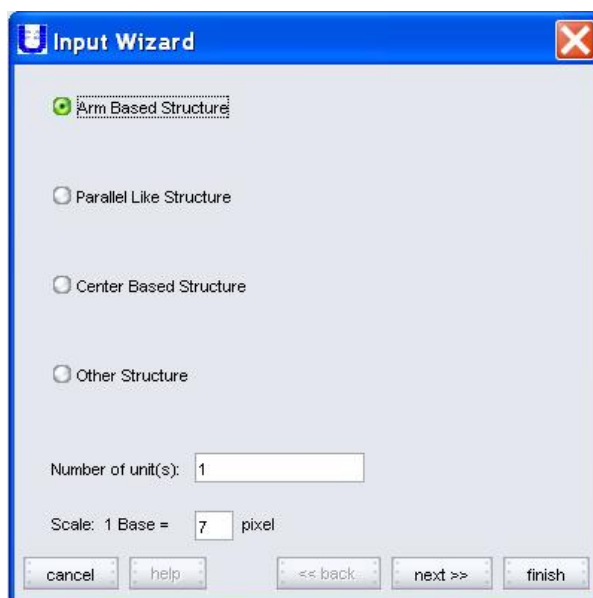 Input Wizard
Arm Based Structure
Parallel Like Structure
Center Based Structure
Other Structure
Number of unit(s): 1
Scale: 1 Base = 7 pixel
cancel help << back next >> finish